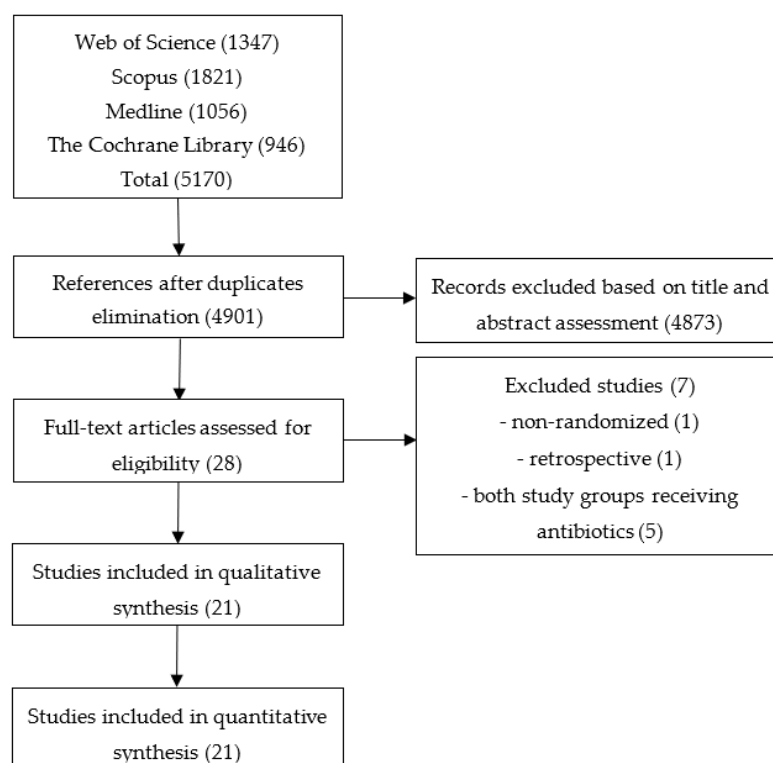 Web of Science (1347)
Scopus (1821)
Medline (1056)
The Cochrane Library (946)
Total (5170)
References after duplicates
elimination (4901)
Records excluded based on title and
abstract assessment (4873)
Full-text articles assessed for
eligibility (28)
Excluded studies (7)
- non-randomized (1)
- retrospective (1)
- both study groups receiving
antibiotics (5)
Studies included in qualitative
synthesis (21)
Studies included in quantitative
synthesis (21)